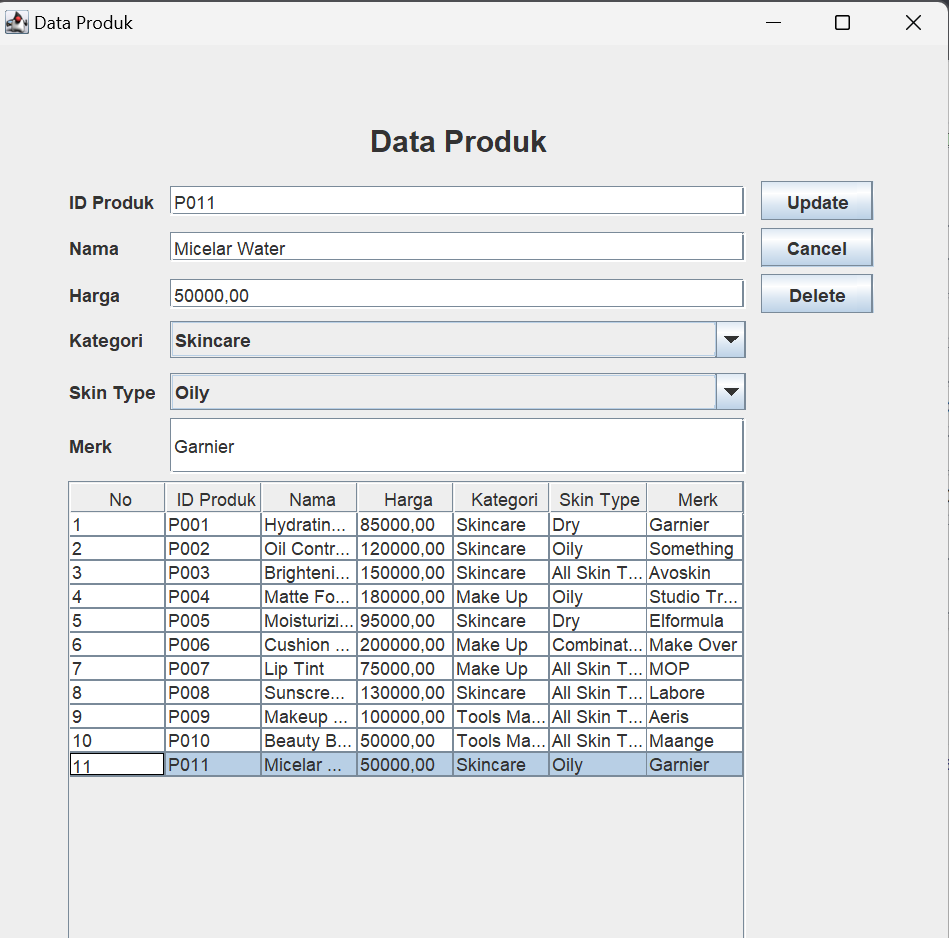 Data Produk
Data Produk
ID Produk P011 Update
Nama Micelar Water Cancel
Harga 50000,00 Delete
Kategori Skincare
Skin Type Oily
Merk Garnier
No ID Produk Nama Harga Kategori Skin Type Merk
1 P001 Hydratin... 85000,00 Skincare Dry Garnier
2 P002 Oil Contr... 120000,00 Skincare Oily Something
3 P003 Brighteni... 150000,00 Skincare All Skin T... Avoskin
4 P004 Matte Fo... 180000,00 Make Up Oily Studio Tr...
5 P005 Moisturizi... 95000,00 Skincare Dry Elformula
6 P006 Cushion ... 200000,00 Make Up Combinat... Make Over
7 P007 Lip Tint 75000,00 Make Up All Skin T... MOP
8 P008 Sunscre... 130000,00 Skincare All Skin T... Labore
9 P009 Makeup ... 100000,00 Tools Ma... All Skin T... Aeris
10 P010 Beauty B... 50000,00 Tools Ma... All Skin T... Maange
11 P011 Micelar ... 50000,00 Skincare Oily Garnier